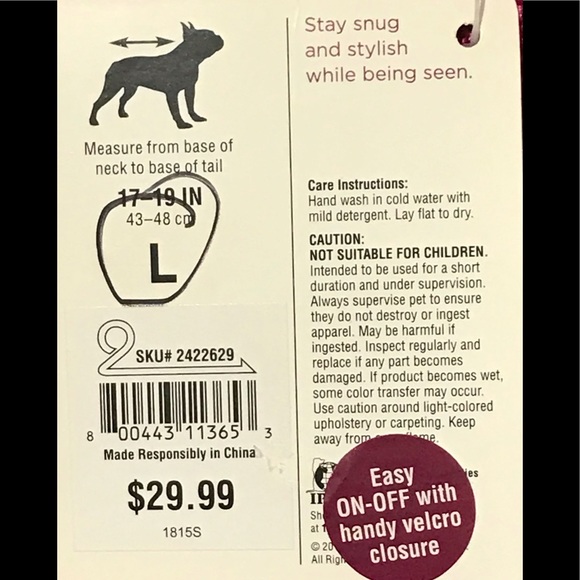 Measure from base of
neck to base of tail
17–19 IN
43–48 cm
L
SKU# 2422629
8 00443 11365 3
Made Responsibly in China
$29.99
1815S
Stay snug
and stylish
while being seen.
Care Instructions:
Hand wash in cold water with
mild detergent. Lay flat to dry.
CAUTION:
NOT SUITABLE FOR CHILDREN.
Intended to be used for a short
duration and under supervision.
Always supervise pet to ensure
they do not destroy or ingest
apparel. May be harmful if
ingested. Inspect regularly and
replace if any part becomes
damaged. If product becomes wet,
some color transfer may occur.
Use caution around light-colored
upholstery or carpeting. Keep
away from
Easy
ON-OFF with
handy velcro
closure
at
© 20